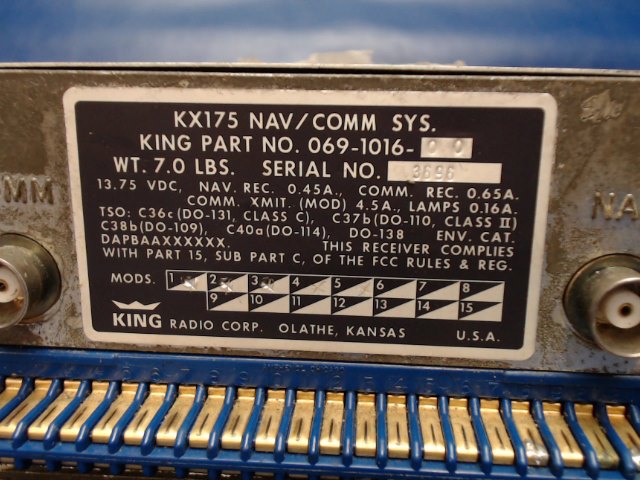 KX175 NAV/COMM SYS.
KING PART NO. 069-1016-00
WT. 7.0 LBS. SERIAL NO. 3696
13.75 VDC, NAV. REC. 0.45A., COMM. REC. 0.65A.
COMM. XMIT. (MOD) 4.5A., LAMPS 0.16A.
TSO: C36c(DO-131, CLASS C), C37b(DO-110, CLASS II)
C38b(DO-109), C40a(DO-114), DO-138 ENV. CAT.
DAPBAAXXXXXX. THIS RECEIVER COMPLIES
WITH PART 15, SUB PART C, OF THE FCC RULES & REG.
MODS. 1 2 3 4 5 6 7 8
9 10 11 12 13 14 15
KING RADIO CORP. OLATHE, KANSAS U.S.A.
OMM
NA